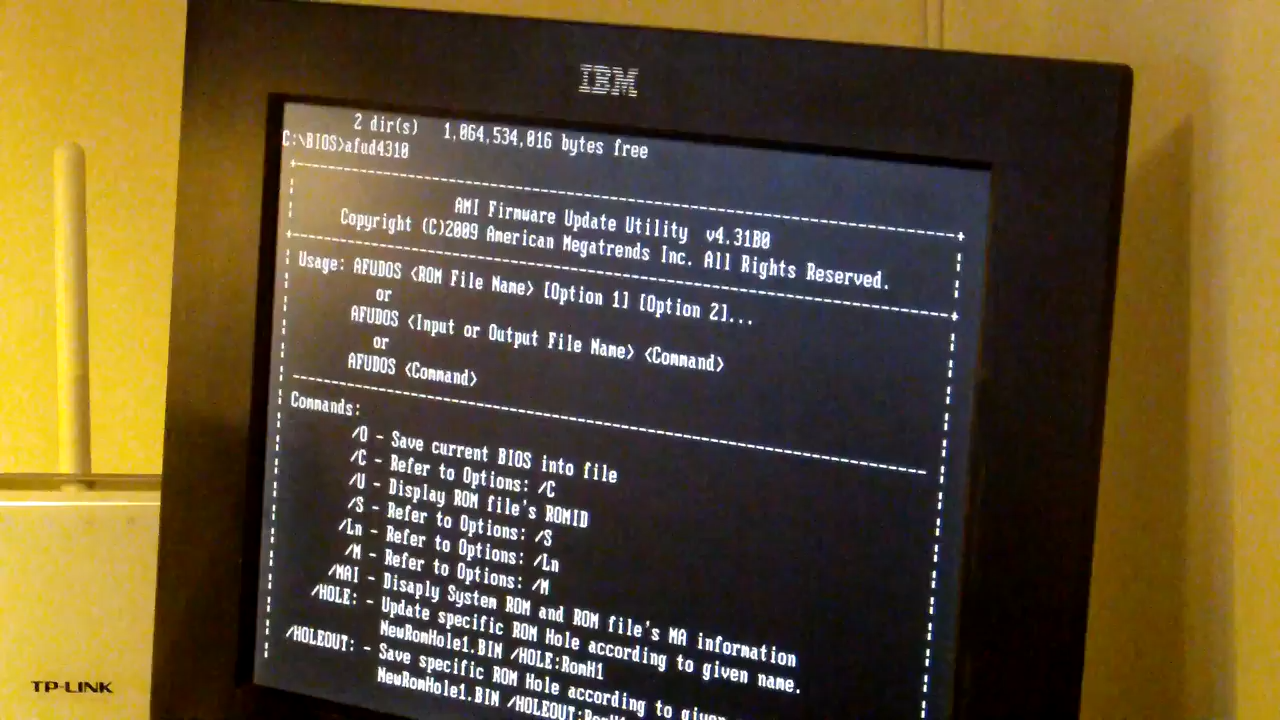 IBM
2 dir(s) 1,064,534,016 bytes free
C:\BIOS>afud4310
AMI Firmware Update Utility v4.31B0
Copyright (C)2009 American Megatrends Inc. All Rights Reserved.
Usage: AFUDOS <ROM File Name> [Option 1] [Option 2]...
or
AFUDOS <Input or Output File Name> <Command>
or
AFUDOS <Command>
Commands:
/O - Save current BIOS into file
/C - Refer to Options: /C
/U - Display ROM file's ROMID
/S - Refer to Options: /S
/Ln - Refer to Options: /Ln
/M - Refer to Options: /M
/MAI - Disaply System ROM and ROM file's MA information
/HOLE: - Update specific ROM Hole according to given name.
NewRomHole1.BIN /HOLE:RomH1
/HOLEOUT: - Save specific ROM Hole according to given
NewRomHole1.BIN /HOLEOUT:RomH1
TP-LINK